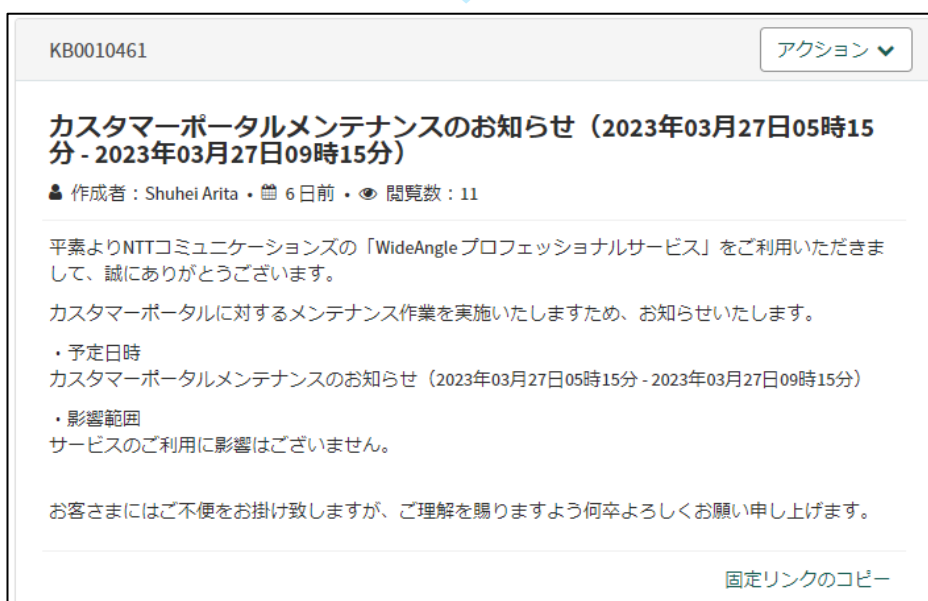 KB0010461
アクション
カスタマーポータルメンテナンスのお知らせ（2023年03月27日05時15
分 - 2023年03月27日09時15分）
作成者：Shuhei Arita • 6日前 • 閲覧数：11
平素よりNTTコミュニケーションズの「WideAngle プロフェッショナルサービス」をご利用いただきま
して、誠にありがとうございます。
カスタマーポータルに対するメンテナンス作業を実施いたしますため、お知らせいたします。
・予定日時
カスタマーポータルメンテナンスのお知らせ（2023年03月27日05時15分 - 2023年03月27日09時15分）
・影響範囲
サービスのご利用に影響はございません。
お客さまにはご不便をお掛け致しますが、ご理解を賜りますよう何卒よろしくお願い申し上げます。
固定リンクのコピー